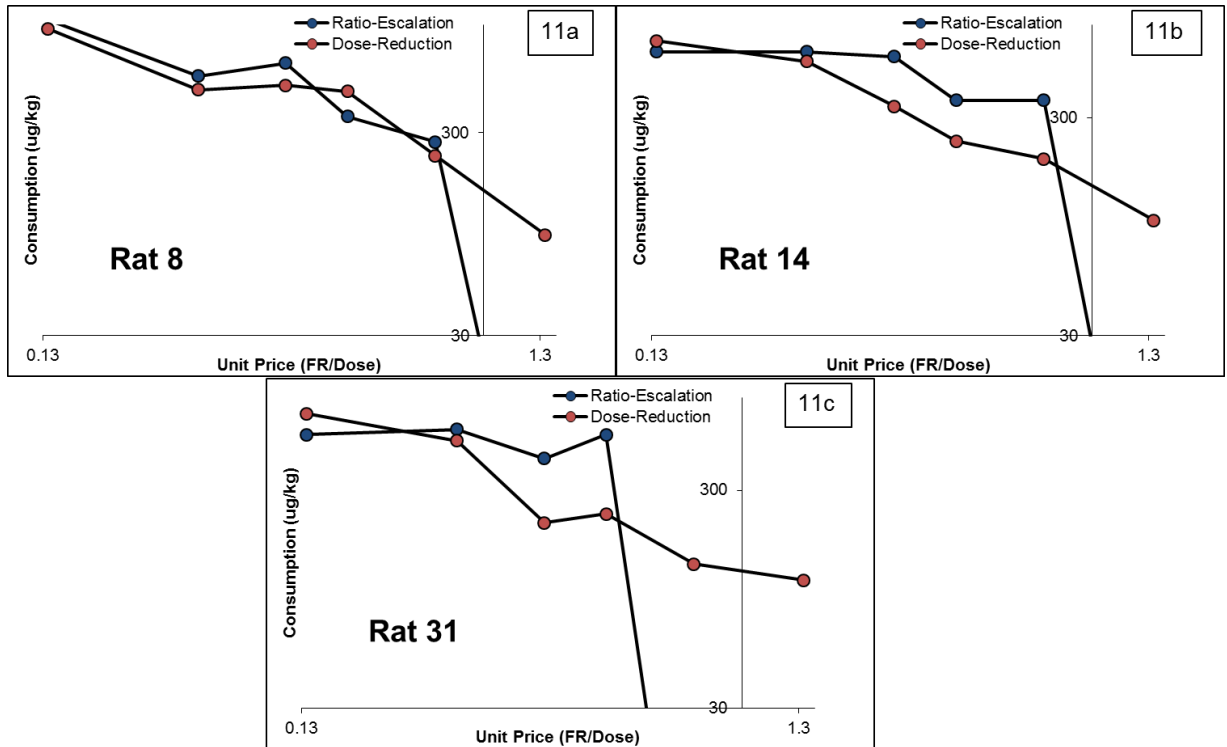 Ratio-Escalation
Dose-Reduction
11a
Consumption (ug/kg)
300
Rat 8
30
0.13
1.3
Unit Price (FR/Dose)
Ratio-Escalation
Dose-Reduction
11b
Consumption (ug/kg)
300
Rat 14
30
0.13
1.3
Unit Price (FR/Dose)
Ratio-Escalation
Dose-Reduction
11c
Consumption (ug/kg)
300
Rat 31
30
0.13
1.3
Unit Price (FR/Dose)